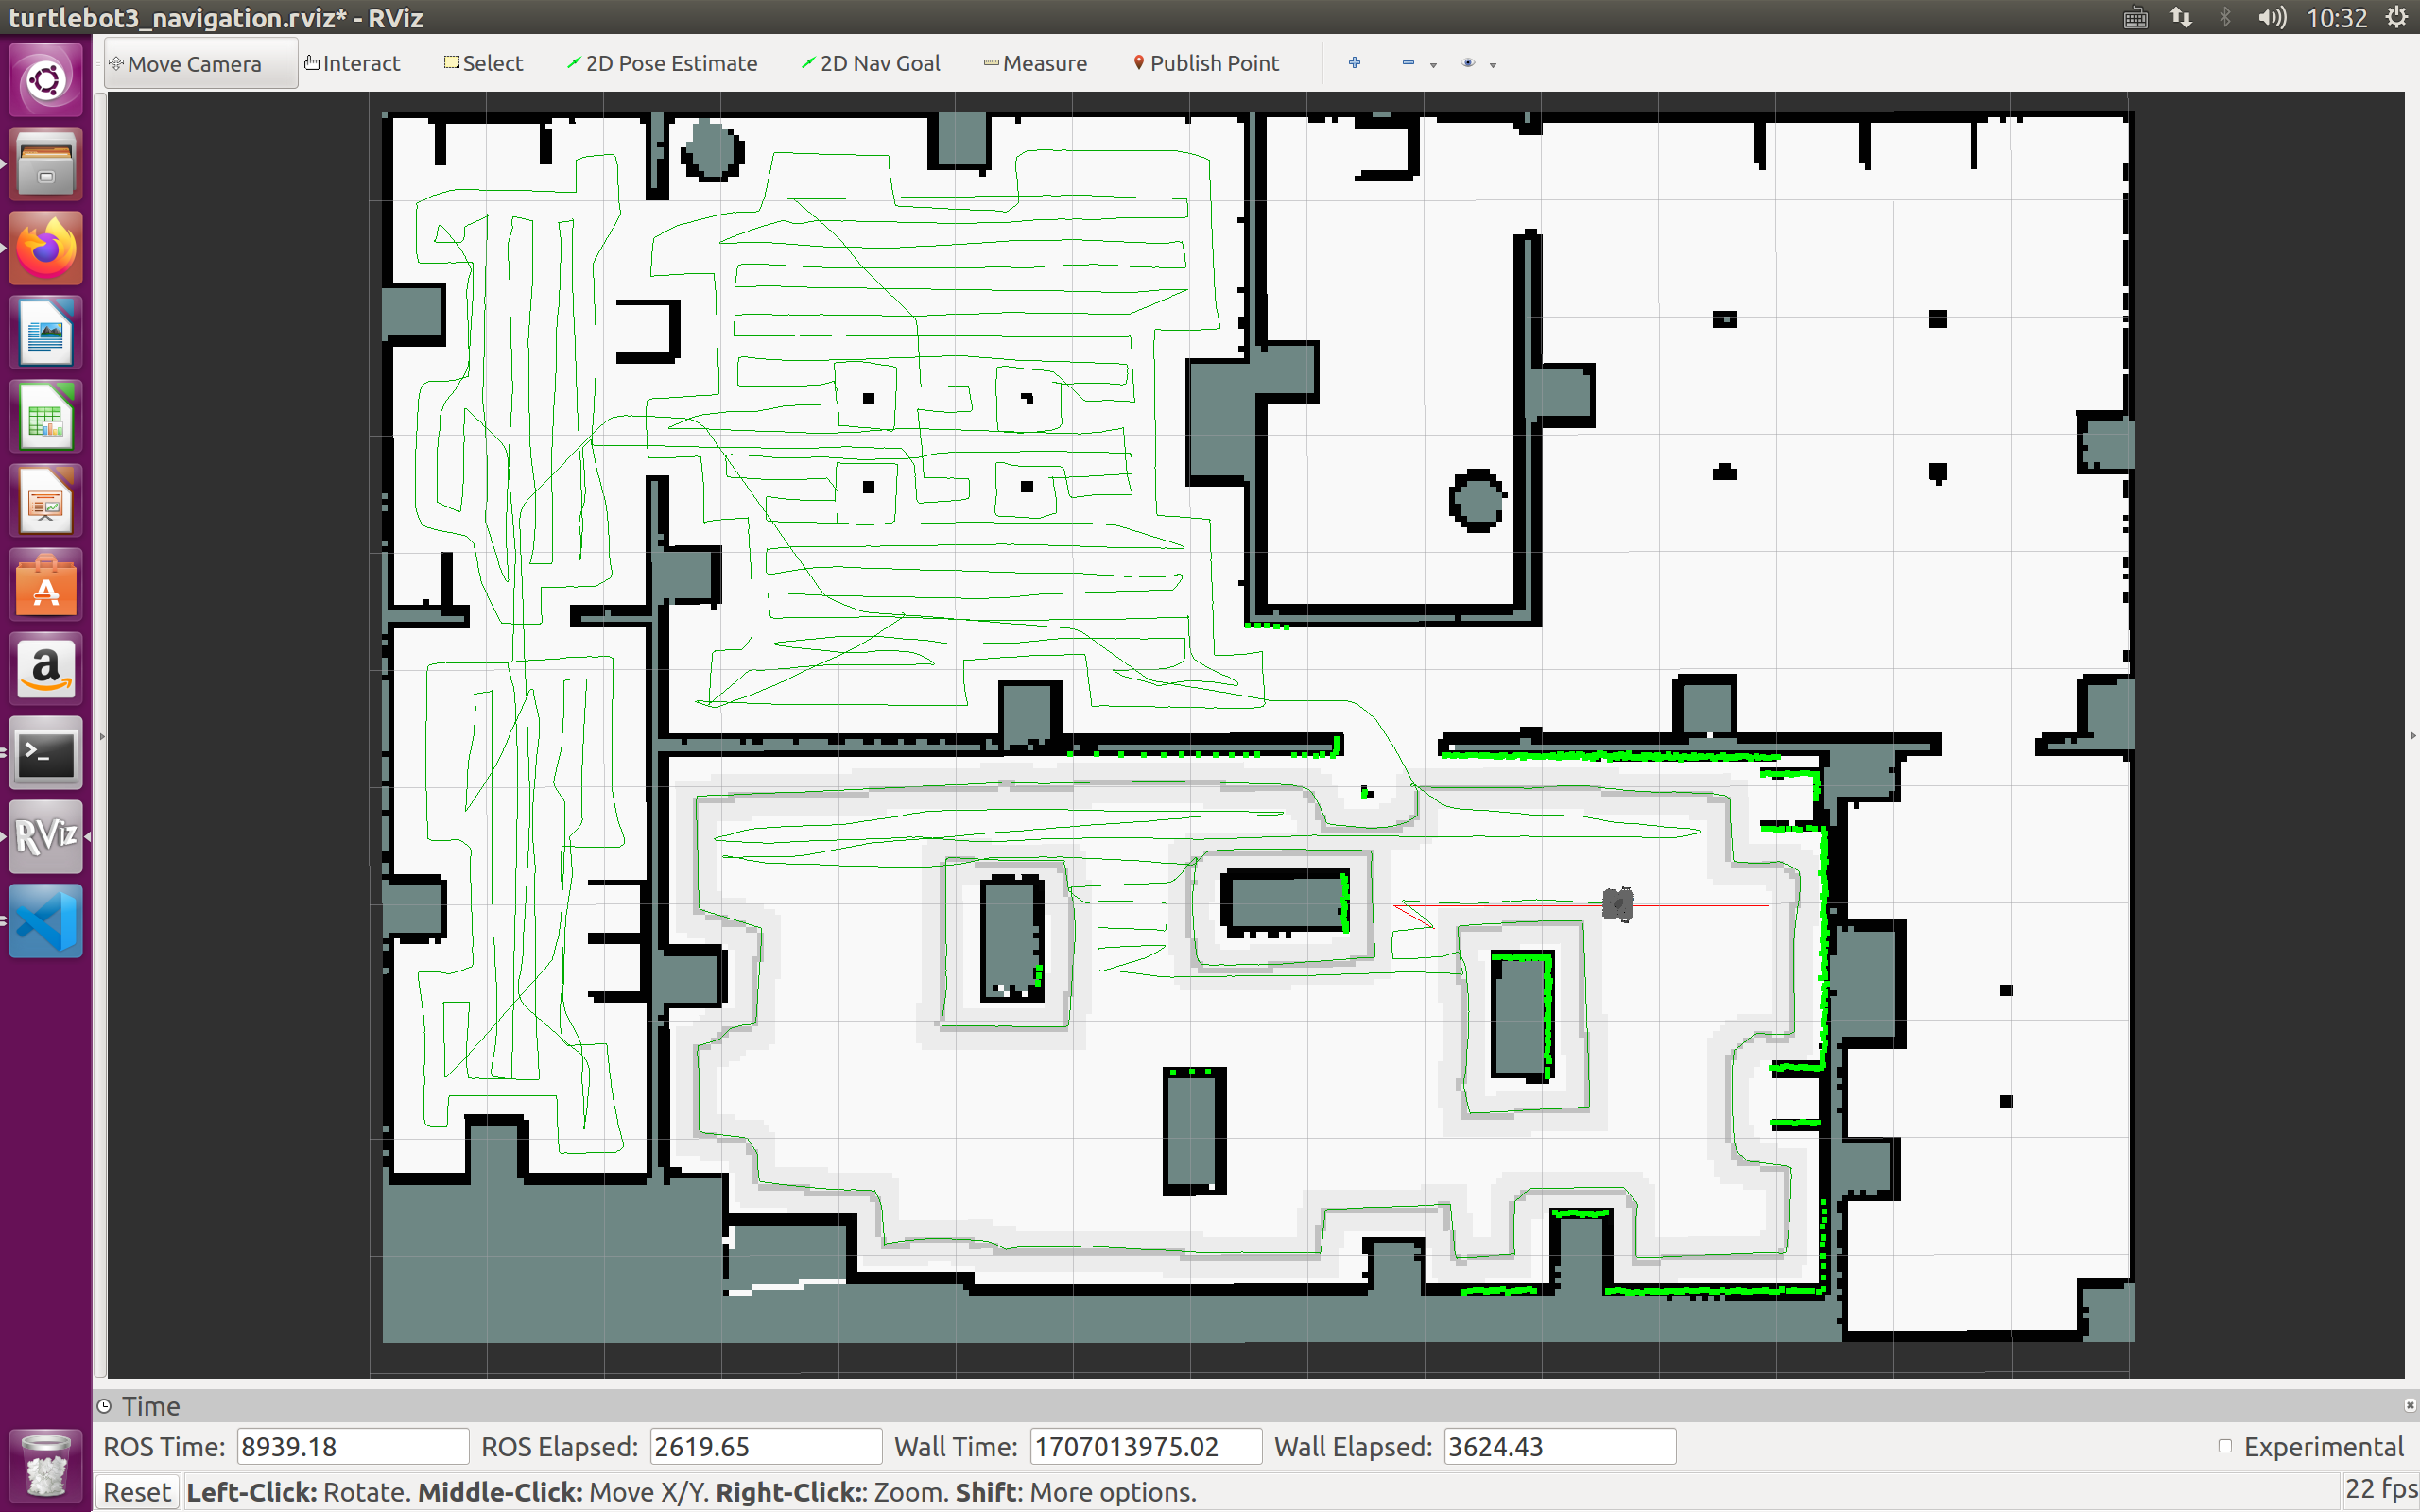 turtlebot3_navigation.rviz* - RViz
10:32
Move Camera Interact Select 2D Pose Estimate 2D Nav Goal Measure Publish Point
A
a
>_
RViz
Time
ROS Time: 8939.18 ROS Elapsed: 2619.65 Wall Time: 1707013975.02 Wall Elapsed: 3624.43 Experimental
Reset Left-Click: Rotate. Middle-Click: Move X/Y. Right-Click:: Zoom. Shift: More options. 22 fps